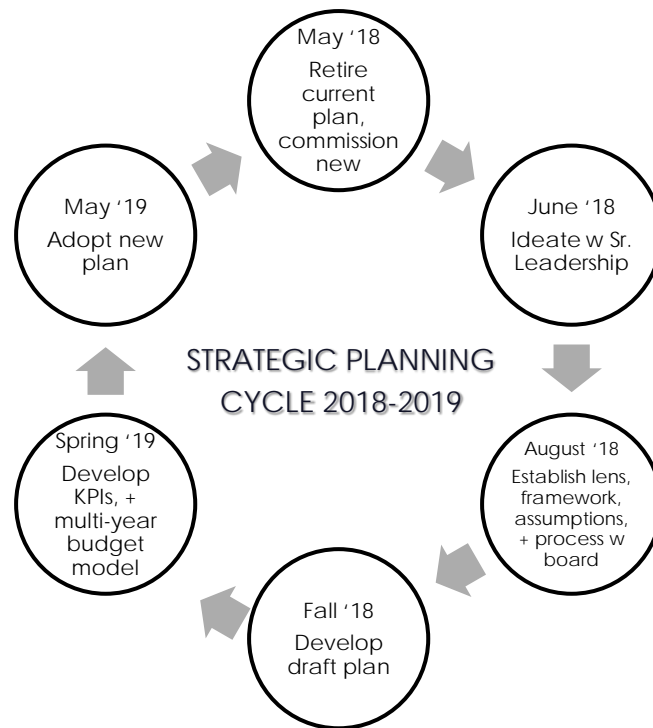 May ‘18
Retire
current
plan,
commission
new
June ‘18
Ideate w Sr.
Leadership
August ‘18
Establish lens,
framework,
assumptions,
+ process w
board
Fall ‘18
Develop
draft plan
Spring ‘19
Develop
KPIs, +
multi-year
budget
model
May ‘19
Adopt new
plan
STRATEGIC PLANNING
CYCLE 2018-2019